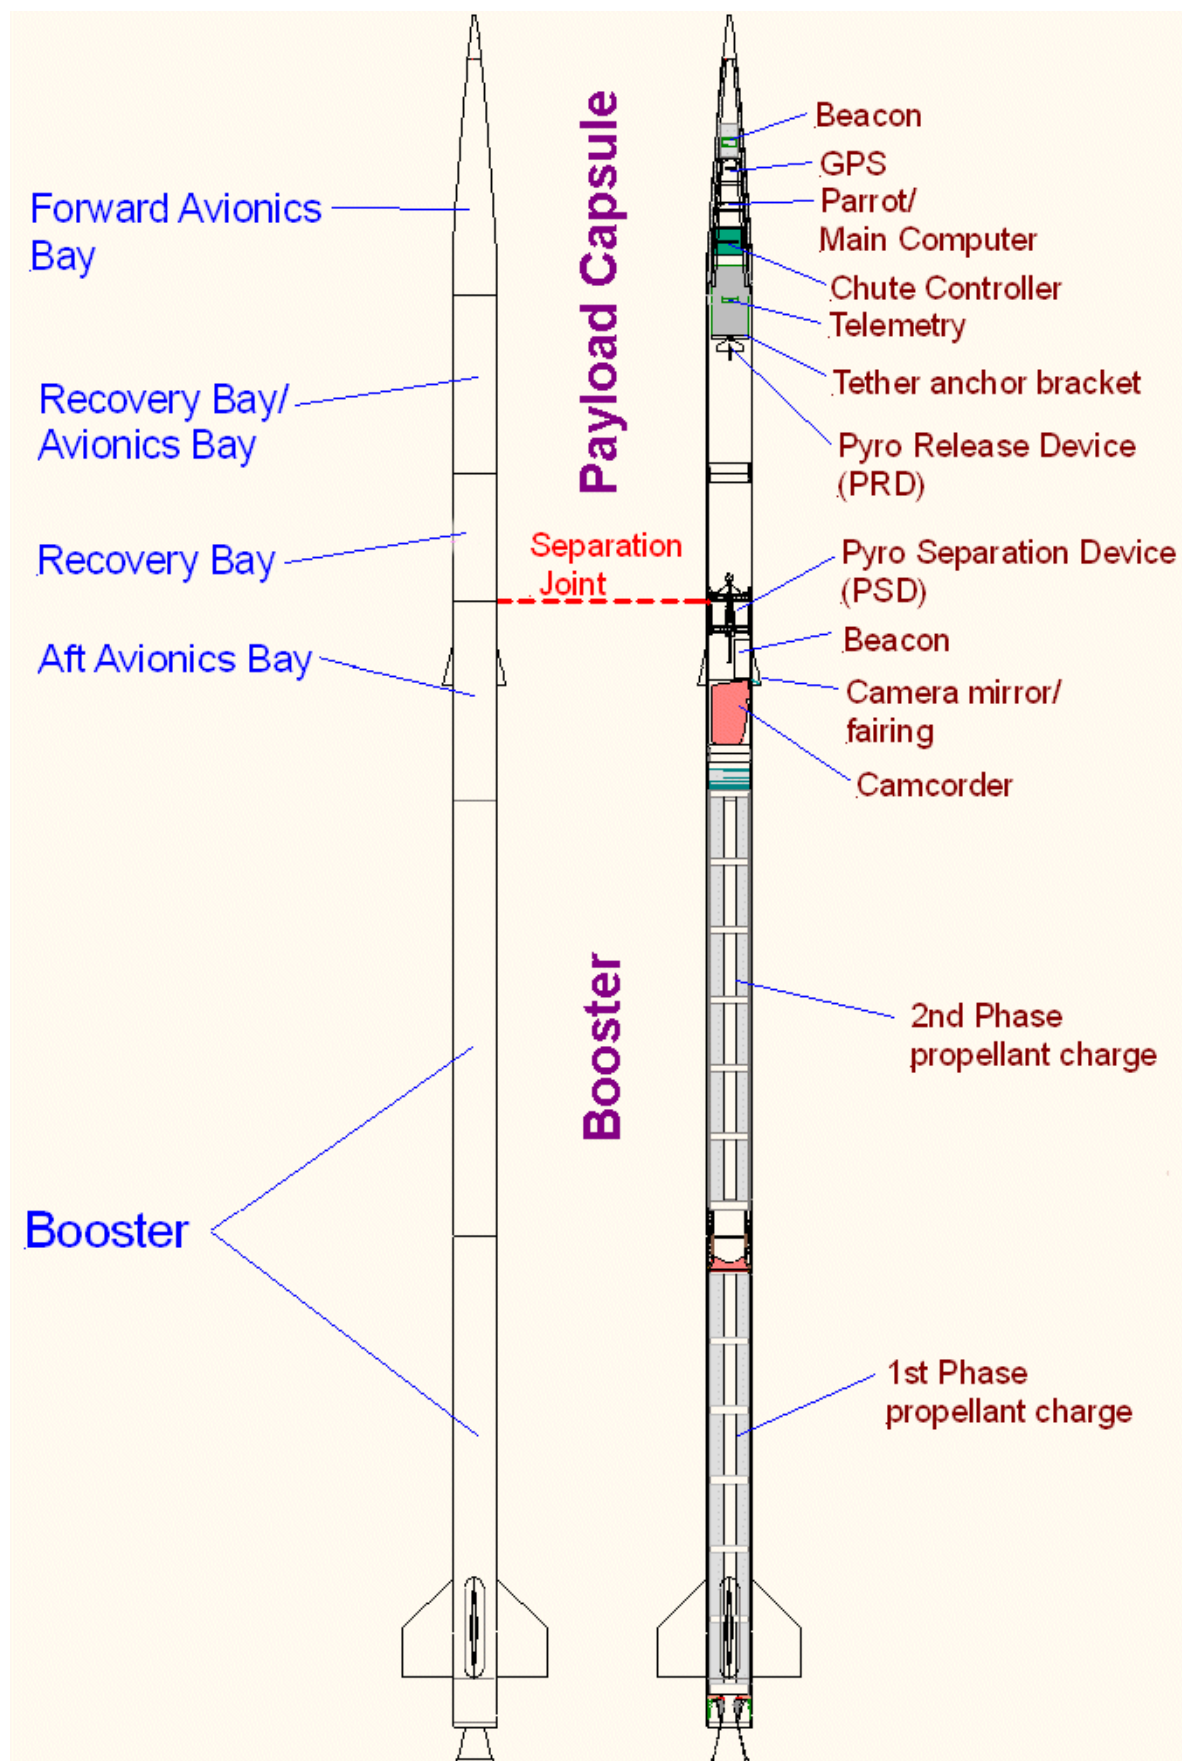 Forward Avionics
Bay
Recovery Bay/
Avionics Bay
Recovery Bay
Aft Avionics Bay
Booster
Payload Capsule
Separation
Joint
Booster
Beacon
GPS
Parrot/
Main Computer
Chute Controller
Telemetry
Tether anchor bracket
Pyro Release Device
(PRD)
Pyro Separation Device
(PSD)
Beacon
Camera mirror/
fairing
Camcorder
2nd Phase
propellant charge
1st Phase
propellant charge